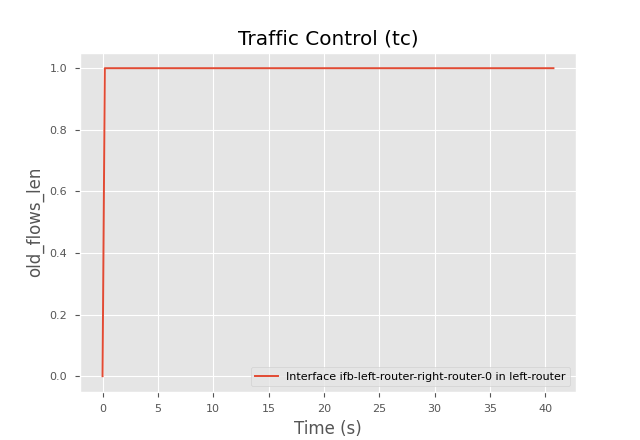 Traffic Control (tc)
old_flows_len
1.0
0.8
0.6
0.4
0.2
0.0
Interface ifb-left-router-right-router-0 in left-router
0 5 10 15 20 25 30 35 40
Time (s)